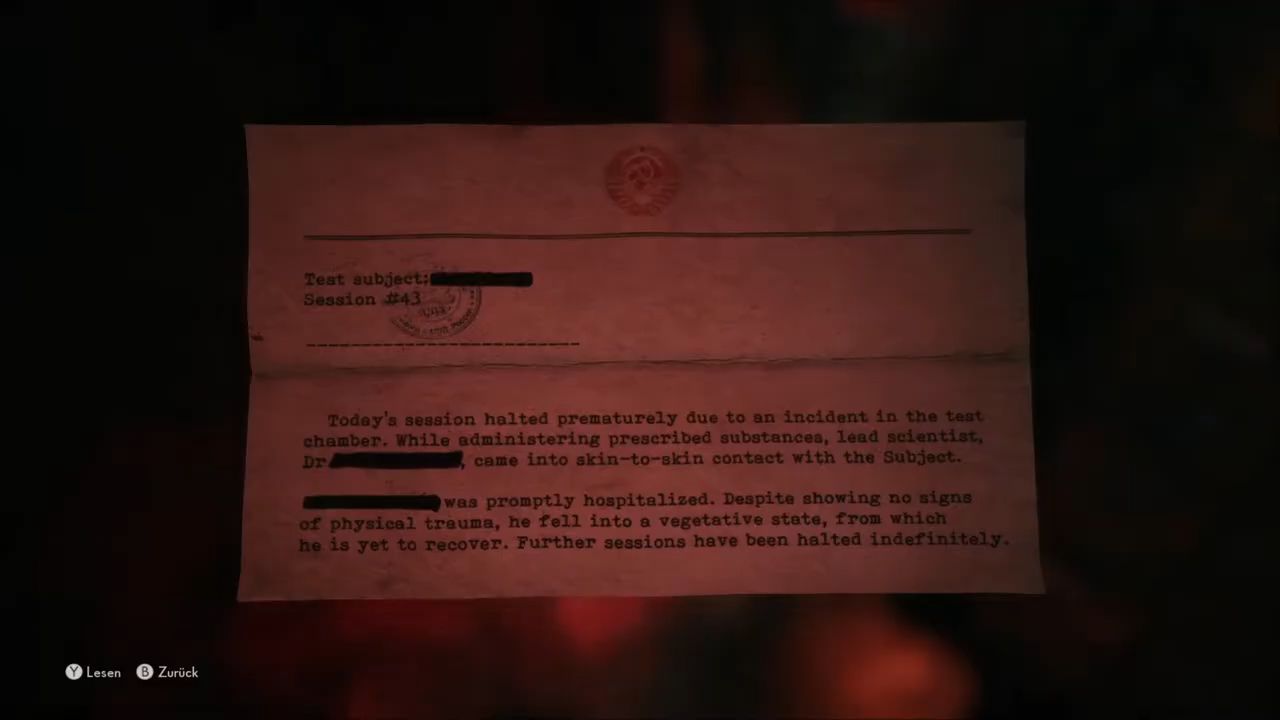 Test subject:
Session #43
Today's session halted prematurely due to an incident in the test
chamber. While administering prescribed substances, lead scientist,
Dr , came into skin-to-skin contact with the Subject.
was promptly hospitalized. Despite showing no signs
of physical trauma, he fell into a vegetative state, from which
he is yet to recover. Further sessions have been halted indefinitely.
Y Lesen B Zurück